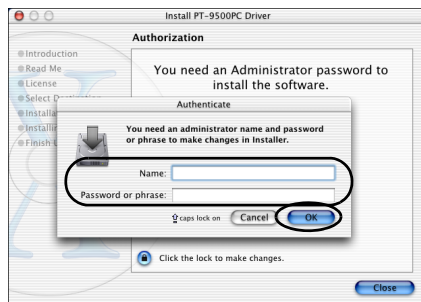 Install PT-9500PC Driver
Authorization
Introduction
Read Me
License
Select
Finish
You need an Administrator password to
install the software.
Authenticate
You need an administrator name and password
or phrase to make changes in Installer.
Name:
Password or phrase:
caps lock on
Cancel
OK
Click the lock to make changes.
Close